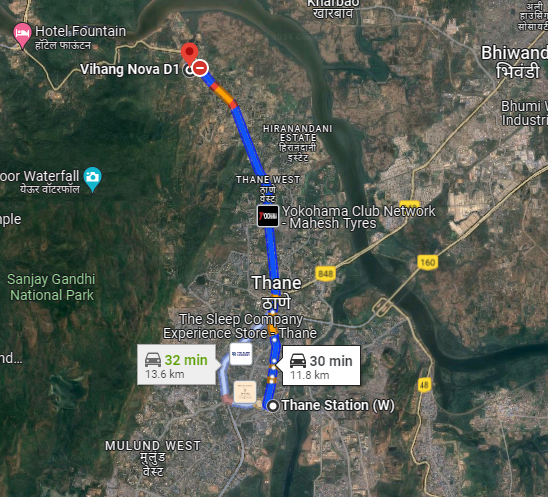 Kharbao
खारबाव
Hotel Fountain
हॉटेल फाऊंटन
Vihang Nova D1
Bhiwand
भिवंडी
Bhumi W
Industri
HIRANANDANI
ESTATE
हिरानंदानी
इस्टेट
oor Waterfall
येऊर वॉटरफॉल
THANE WEST
ठाणे
वेस्ट
Yokohama Club Network
- Mahesh Tyres
mple
160
848
Sanjay Gandhi
National Park
Thane
ठाणे
The Sleep Company
Experience Store - Thane
nd...
32 min
13.6 km
30 min
11.8 km
48
Thane Station (W)
MULUND WEST
मुलुंड
वेस्ट